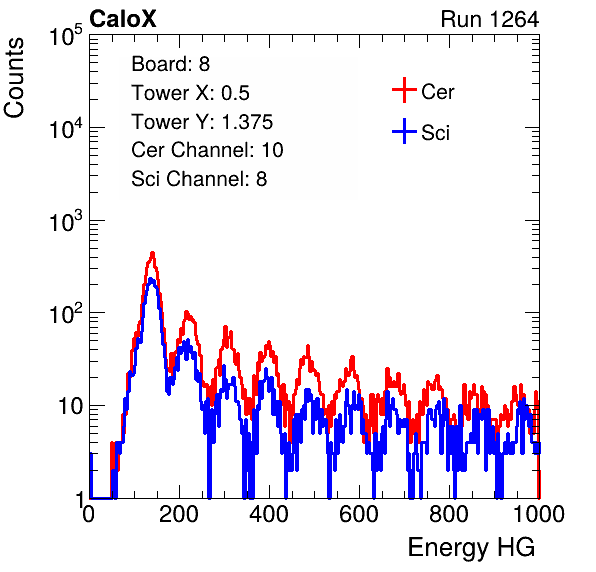 CaloX Run 1264
Counts
10^5
10^4
10^3
10^2
10
1
Board: 8
Tower X: 0.5
Tower Y: 1.375
Cer Channel: 10
Sci Channel: 8
Cer
Sci
0 200 400 600 800 1000
Energy HG